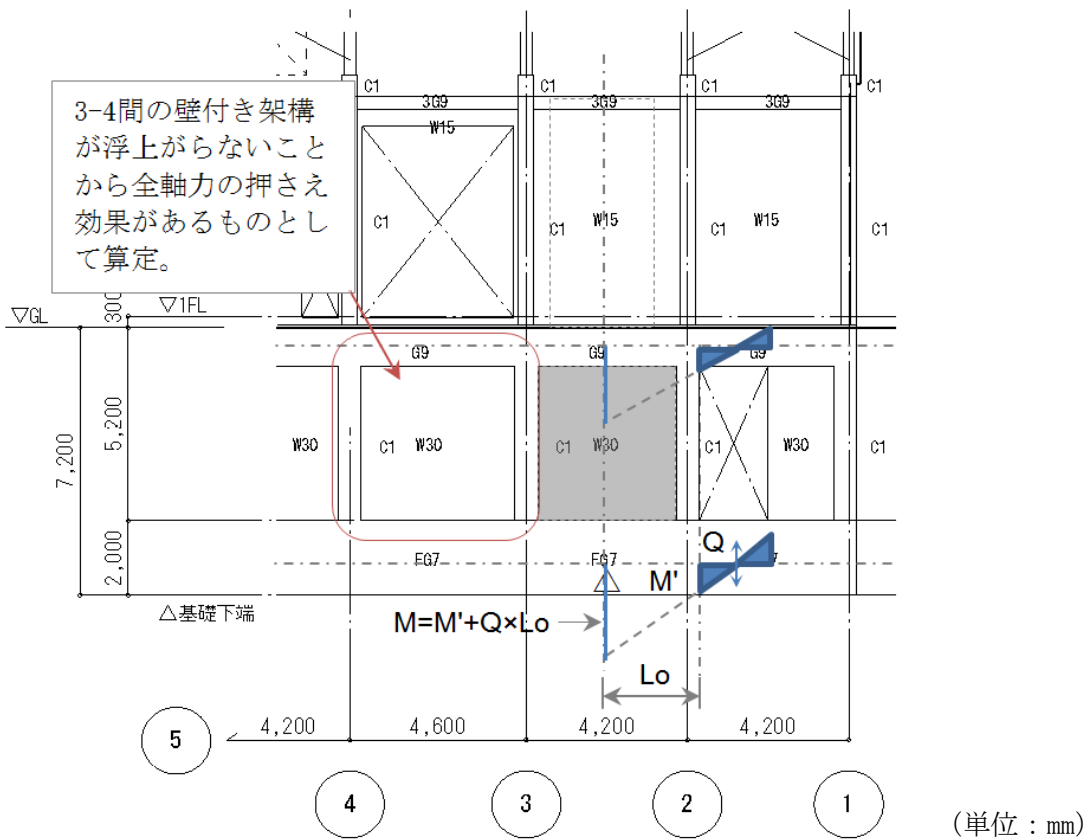 C1
C1
C1
C1
3G9
3G9
3G9
3-4間の壁付き架構
が浮上がらないこと
から全軸力の押さえ
効果があるものとし
て算定。
W15
C1
C1
W15
C1
W15
C1
300
▽1FL
▽GL
G9
G9
G9
7,200
5,200
W30
C1
W30
C1
W30
C1
W30
C1
2,000
FG7
FG7
Q
M'
△基礎下端
M=M'+Q×Lo
Lo
5
4,200
4,600
4,200
4,200
4
3
2
1
(単位：mm)